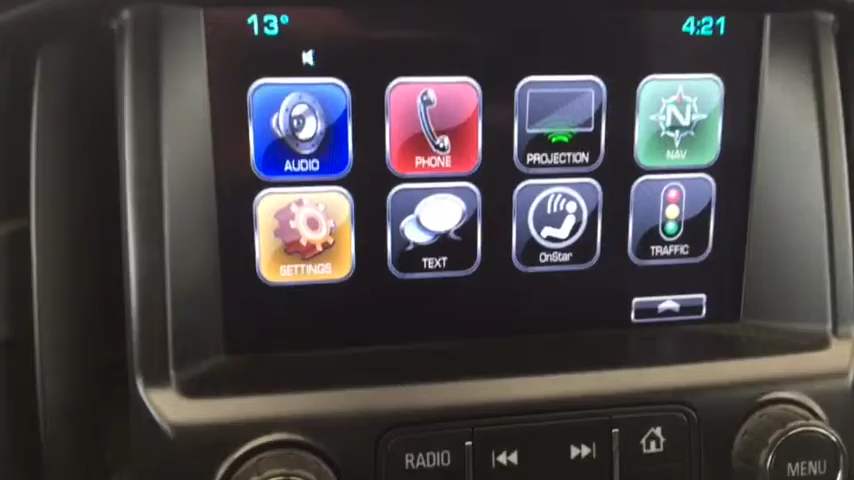 13° 4:21
AUDIO PHONE PROJECTION NAV
N
SETTINGS TEXT OnStar TRAFFIC
RADIO MENU